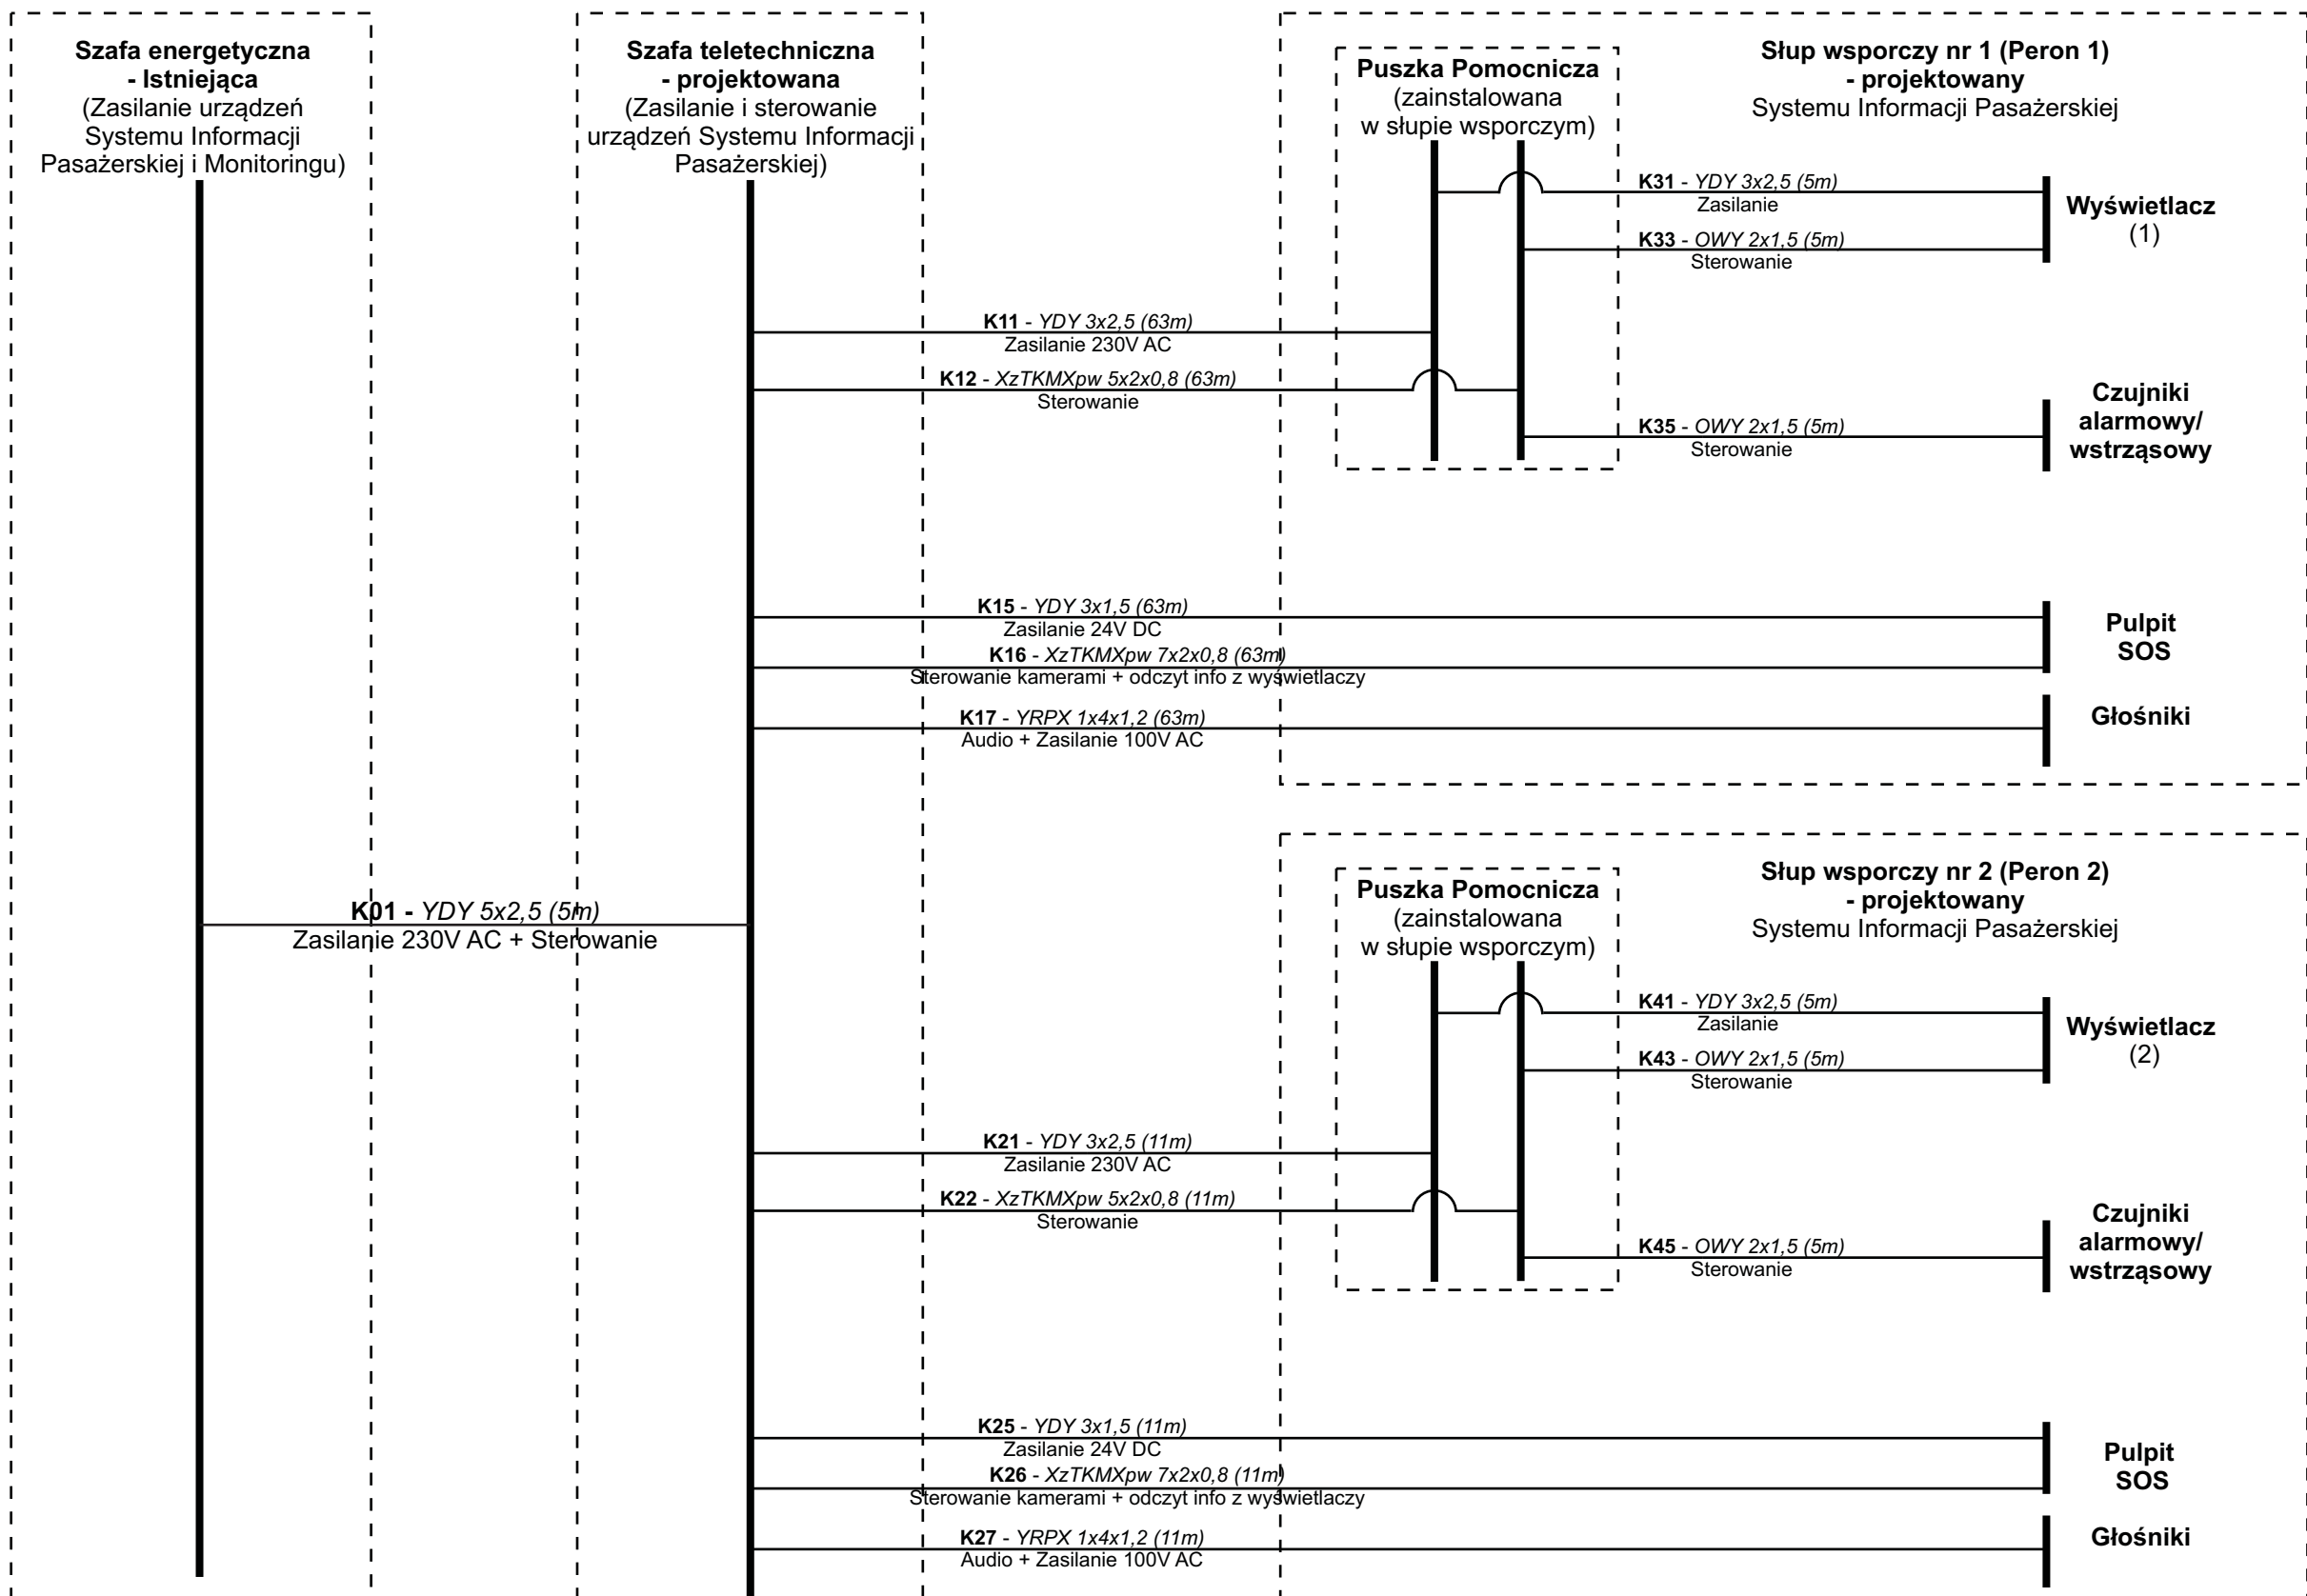 Szafa energetyczna
- Istniejąca
(Zasilanie urządzeń
Systemu Informacji
Pasażerskiej i Monitoringu)
Szafa teletechniczna
- projektowana
(Zasilanie i sterowanie
urządzeń Systemu Informacji
Pasażerskiej)
K01 - YDY 5x2,5 (5m)
Zasilanie 230V AC + Sterowanie
Puszka Pomocnicza
(zainstalowana
w słupie wsporczym)
Słup wsporczy nr 1 (Peron 1)
- projektowany
Systemu Informacji Pasażerskiej
K31 - YDY 3x2,5 (5m)
Zasilanie
K33 - OWY 2x1,5 (5m)
Sterowanie
Wyświetlacz
(1)
K11 - YDY 3x2,5 (63m)
Zasilanie 230V AC
K12 - XzTKMXpw 5x2x0,8 (63m)
Sterowanie
K35 - OWY 2x1,5 (5m)
Sterowanie
Czujniki
alarmowy/
wstrząsowy
K15 - YDY 3x1,5 (63m)
Zasilanie 24V DC
K16 - XzTKMXpw 7x2x0,8 (63m)
Sterowanie kamerami + odczyt info z wyświetlaczy
Pulpit
SOS
K17 - YRPX 1x4x1,2 (63m)
Audio + Zasilanie 100V AC
Głośniki
Puszka Pomocnicza
(zainstalowana
w słupie wsporczym)
Słup wsporczy nr 2 (Peron 2)
- projektowany
Systemu Informacji Pasażerskiej
K41 - YDY 3x2,5 (5m)
Zasilanie
K43 - OWY 2x1,5 (5m)
Sterowanie
Wyświetlacz
(2)
K21 - YDY 3x2,5 (11m)
Zasilanie 230V AC
K22 - XzTKMXpw 5x2x0,8 (11m)
Sterowanie
K45 - OWY 2x1,5 (5m)
Sterowanie
Czujniki
alarmowy/
wstrząsowy
K25 - YDY 3x1,5 (11m)
Zasilanie 24V DC
K26 - XzTKMXpw 7x2x0,8 (11m)
Sterowanie kamerami + odczyt info z wyświetlaczy
Pulpit
SOS
K27 - YRPX 1x4x1,2 (11m)
Audio + Zasilanie 100V AC
Głośniki